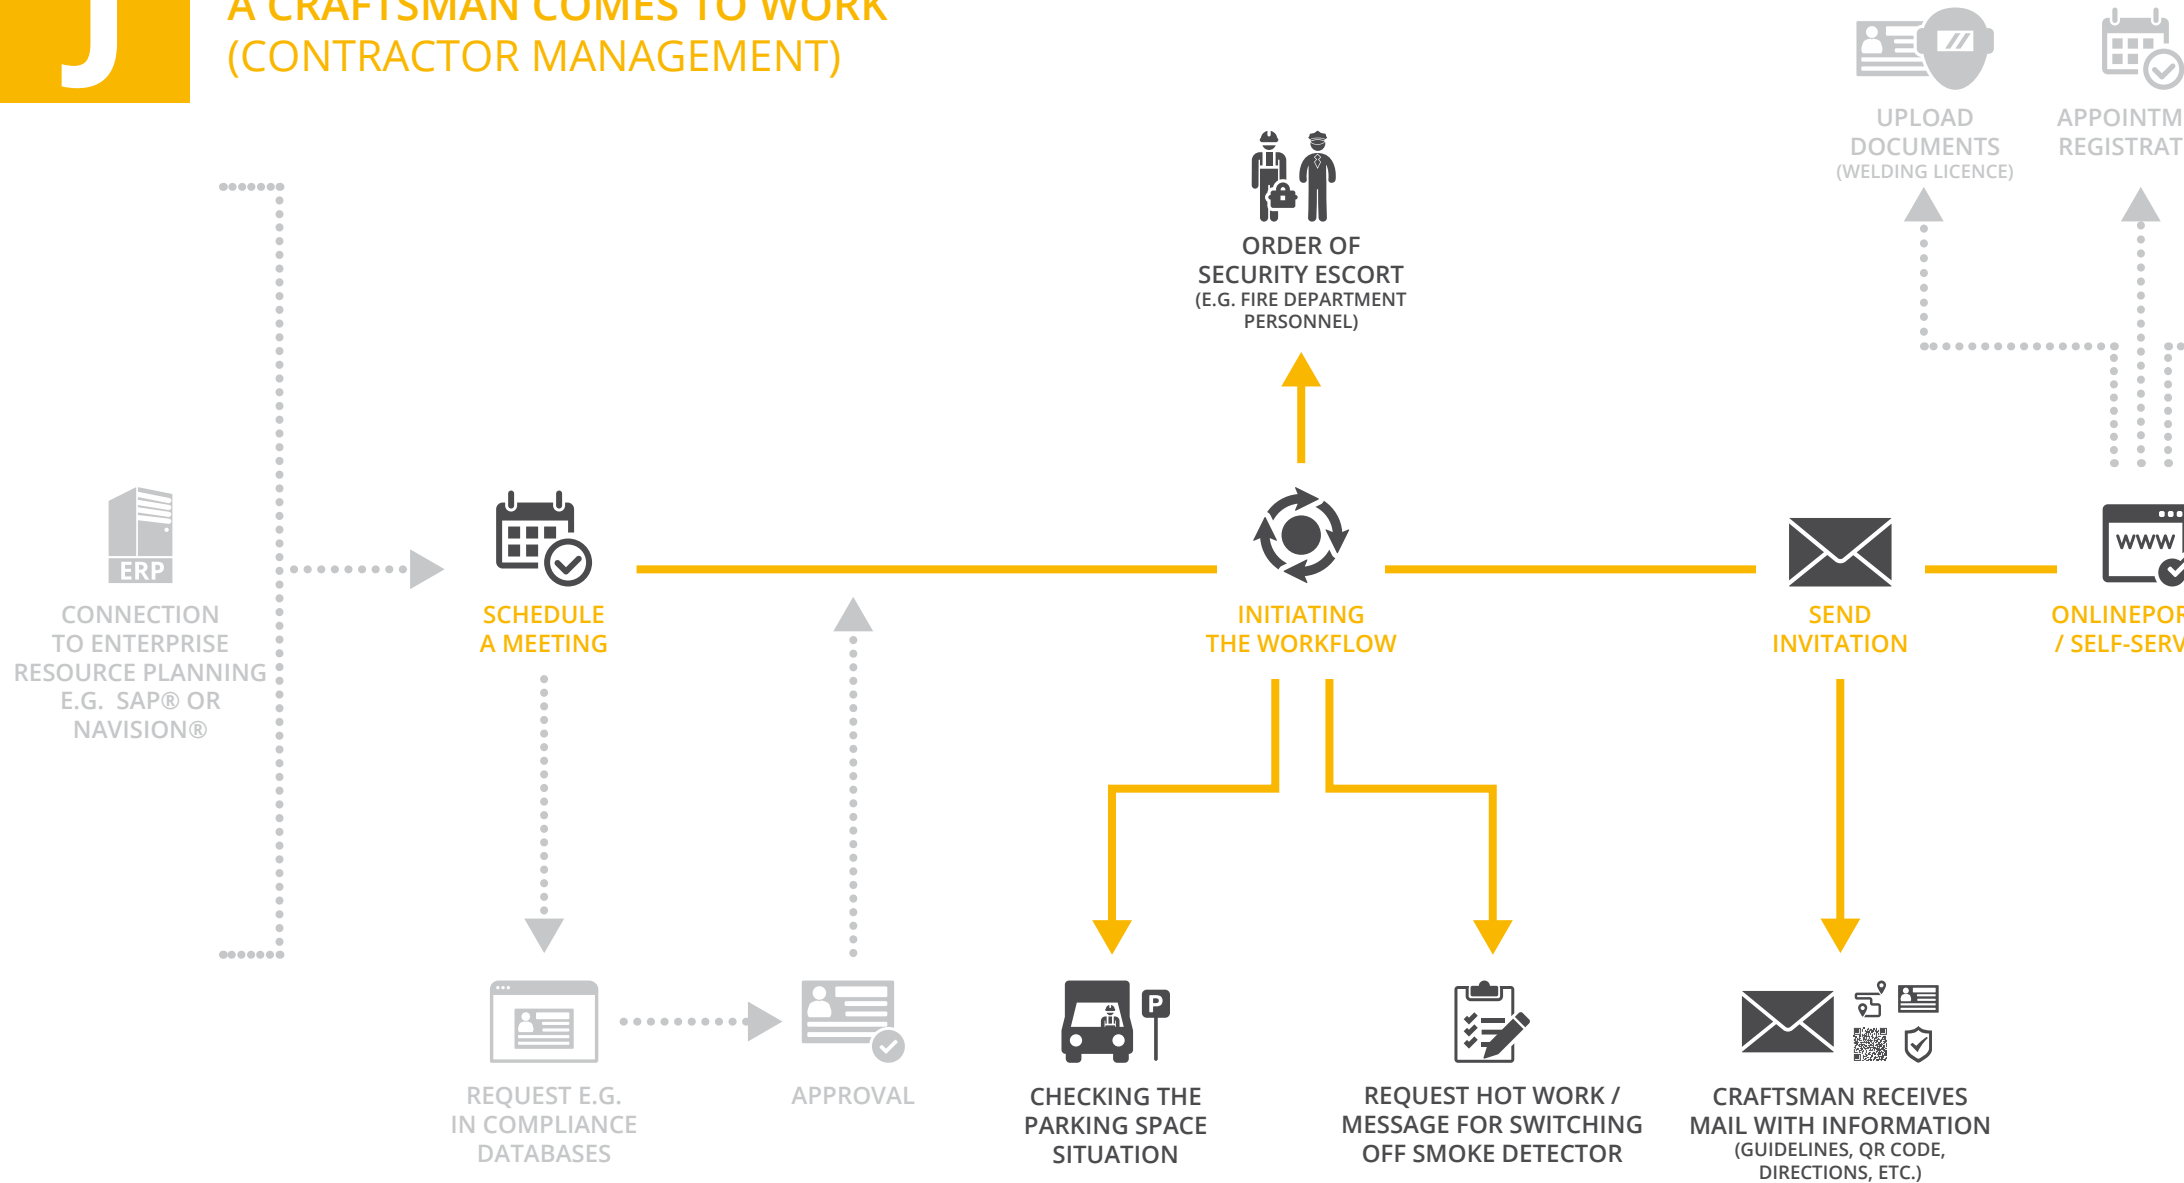 J
A CRAFTSMAN COMES TO WORK
(CONTRACTOR MANAGEMENT)
UPLOAD
DOCUMENTS
(WELDING LICENCE)
APPOINTM
REGISTRAT
ORDER OF
SECURITY ESCORT
(E.G. FIRE DEPARTMENT
PERSONNEL)
ERP
CONNECTION
TO ENTERPRISE
RESOURCE PLANNING
E.G. SAP® OR
NAVISION®
SCHEDULE
A MEETING
INITIATING
THE WORKFLOW
SEND
INVITATION
WWW
ONLINEPOR
/ SELF-SERV
REQUEST E.G.
IN COMPLIANCE
DATABASES
APPROVAL
P
CHECKING THE
PARKING SPACE
SITUATION
REQUEST HOT WORK /
MESSAGE FOR SWITCHING
OFF SMOKE DETECTOR
CRAFTSMAN RECEIVES
MAIL WITH INFORMATION
(GUIDELINES, QR CODE,
DIRECTIONS, ETC.)